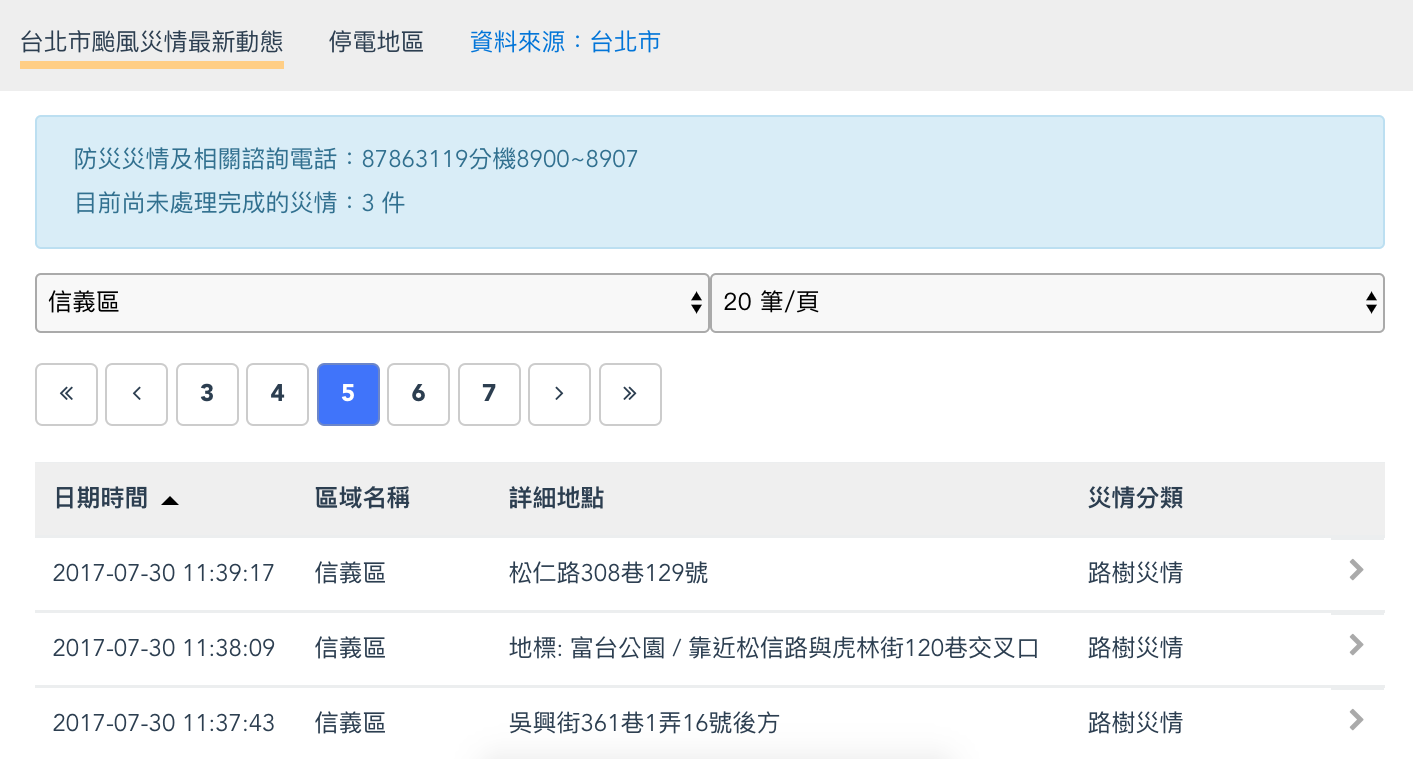 台北市颱風災情最新動態 停電地區 資料來源：台北市
防災災情及相關諮詢電話：87863119分機8900~8907
目前尚未處理完成的災情：3 件
信義區 20 筆/頁
« ‹ 3 4 5 6 7 › »
日期時間 區域名稱 詳細地點 災情分類
2017-07-30 11:39:17 信義區 松仁路308巷129號 路樹災情
2017-07-30 11:38:09 信義區 地標: 富台公園 / 靠近松信路與虎林街120巷交叉口 路樹災情
2017-07-30 11:37:43 信義區 吳興街361巷1弄16號後方 路樹災情